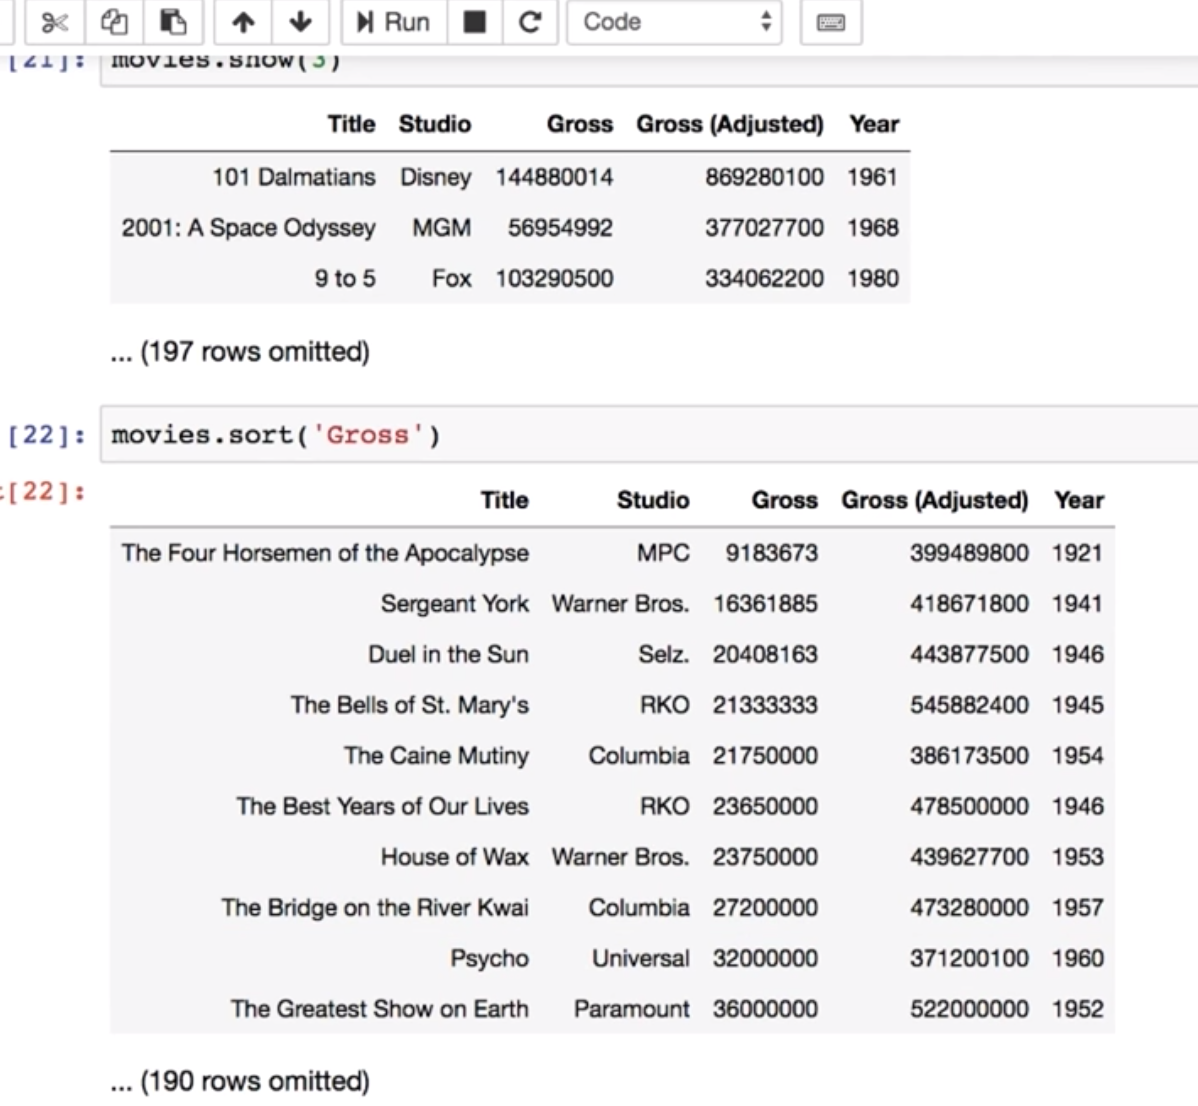 Run Code
[21]: movies.show(3)
Title Studio Gross Gross (Adjusted) Year
101 Dalmatians Disney 144880014 869280100 1961
2001: A Space Odyssey MGM 56954992 377027700 1968
9 to 5 Fox 103290500 334062200 1980
... (197 rows omitted)
[22]: movies.sort('Gross')
t[22]:
Title Studio Gross Gross (Adjusted) Year
The Four Horsemen of the Apocalypse MPC 9183673 399489800 1921
Sergeant York Warner Bros. 16361885 418671800 1941
Duel in the Sun Selz. 20408163 443877500 1946
The Bells of St. Mary's RKO 21333333 545882400 1945
The Caine Mutiny Columbia 21750000 386173500 1954
The Best Years of Our Lives RKO 23650000 478500000 1946
House of Wax Warner Bros. 23750000 439627700 1953
The Bridge on the River Kwai Columbia 27200000 473280000 1957
Psycho Universal 32000000 371200100 1960
The Greatest Show on Earth Paramount 36000000 522000000 1952
... (190 rows omitted)